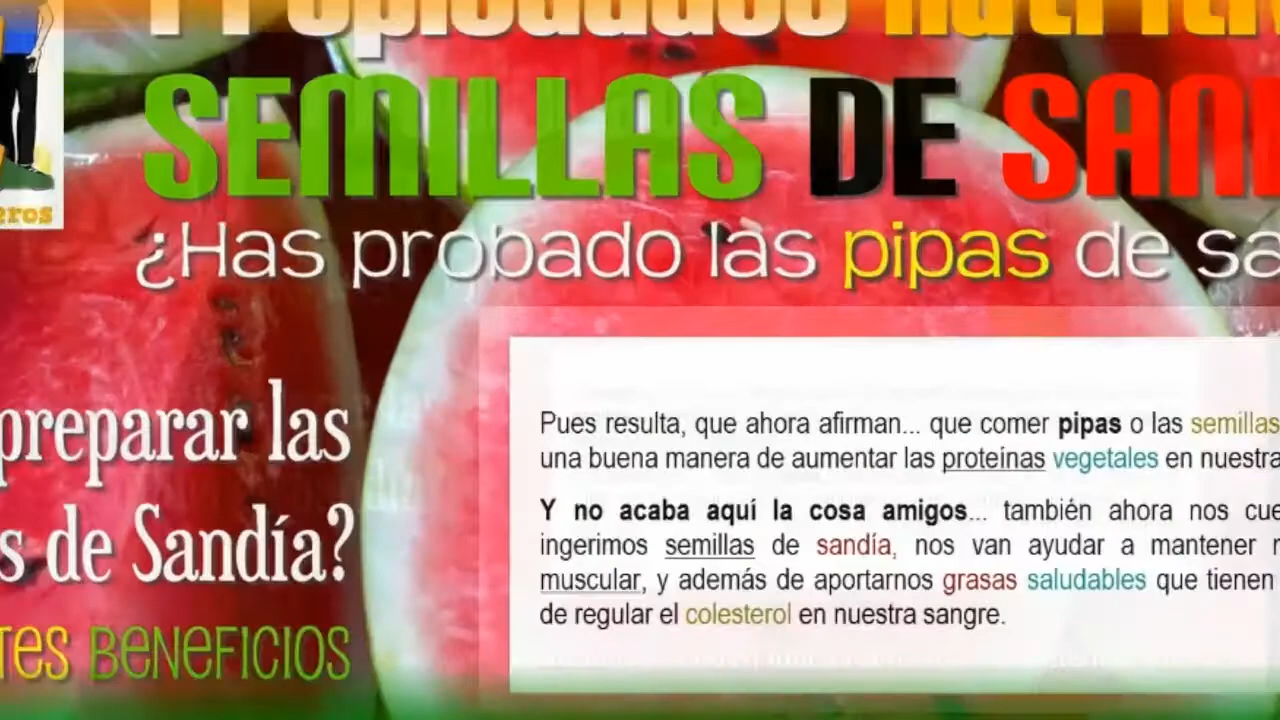 Propiedades nutriti
SEMILLAS DE SAN
¿Has probado las pipas de sa
eros
preparar las
s de Sandía?
TES BENEFICIOS
Pues resulta, que ahora afirman... que comer pipas o las semillas
una buena manera de aumentar las proteínas vegetales en nuestra
Y no acaba aquí la cosa amigos... también ahora nos cue
ingerimos semillas de sandía, nos van ayudar a mantener
muscular, y además de aportarnos grasas saludables que tienen
de regular el colesterol en nuestra sangre.